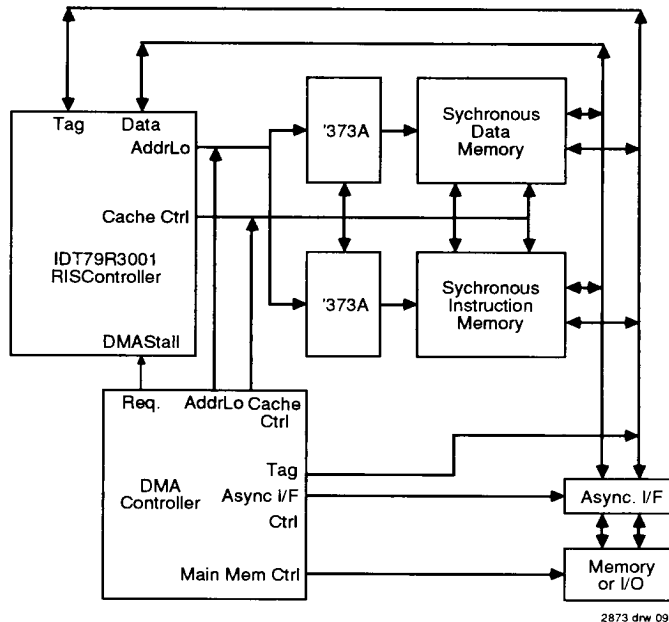 Tag
Data
AddrLo
Cache Ctrl
IDT79R3001
RISController
DMAStall
'373A
Sychronous
Data
Memory
'373A
Sychronous
Instruction
Memory
Req.
AddrLo
Cache
Ctrl
DMA
Controller
Tag
Async I/F
Ctrl
Main Mem Ctrl
Async. I/F
Memory
or I/O
2873 drw 09